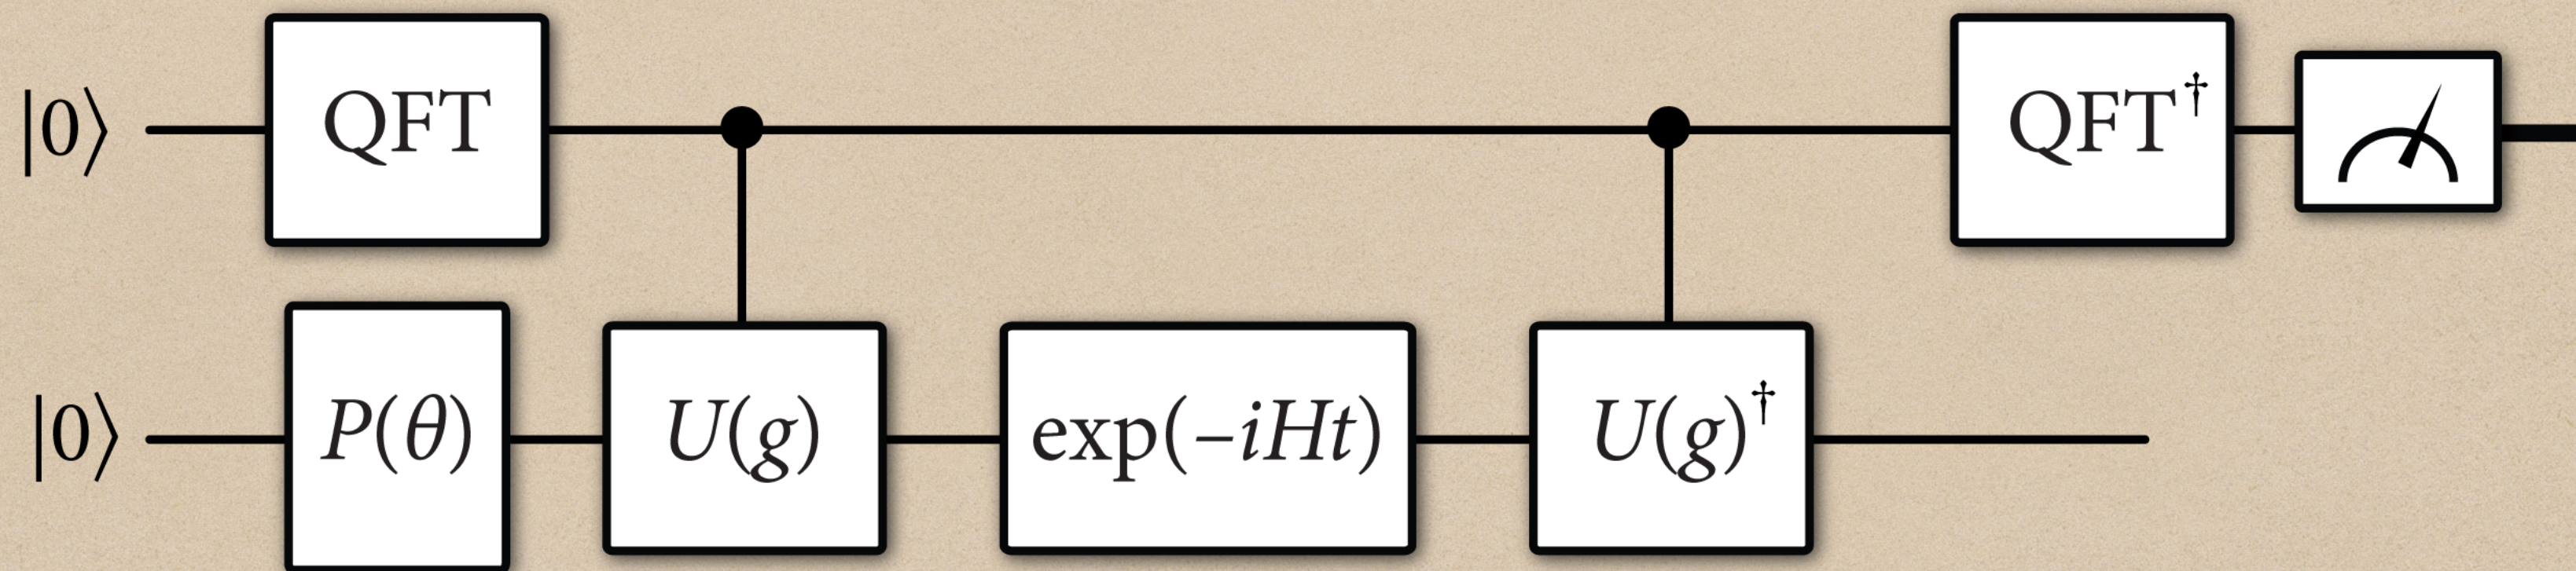 |0⟩ QFT QFT†
|0⟩ P(θ) U(g) exp(–iHt) U(g)†